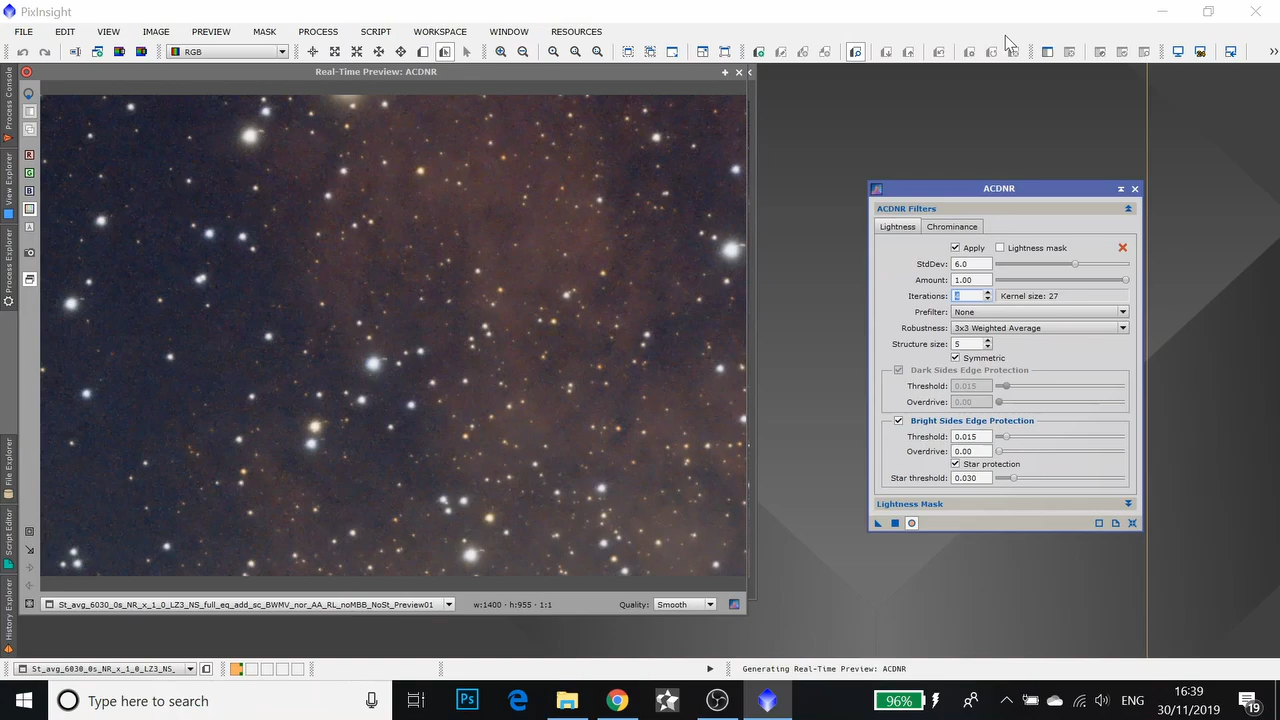 PixInsight
FILE EDIT VIEW IMAGE PREVIEW PROCESS MASK SCRIPT WORKSPACE WINDOW RESOURCES
RGB
Real-Time Preview: ACDNR
Process Console
View Explorer
Process Explorer
File Explorer
Script Editor
History Explorer
R
G
B
A
ACDNR
ACDNR Filters
Lightness Chrominance
Apply Lightness mask
StdDev: 6.0
Amount: 1.00
Iterations: Kernel size: 27
Prefilter: None
Robustness: 3x3 Weighted Average
Structure size: 5
Symmetric
Dark Sides Edge Protection
Threshold: 0.015
Overdrive: 0.00
Bright Sides Edge Protection
Threshold: 0.015
Overdrive: 0.00
Star protection
Star threshold: 0.030
Lightness Mask
St_avg_6030_0s_NR_x_1_0_LZ3_NS_full_eq_add_sc_BWMV_nor_AA_RL_noMBB_NoSt_Preview01 w:1400 · h:955 · 1:1 Quality: Smooth
St_avg_6030_0s_NR_x_1_0_LZ3_NS_ Generating Real-Time Preview: ACDNR
Type here to search
Ps
96%
ENG
16:39
30/11/2019
19